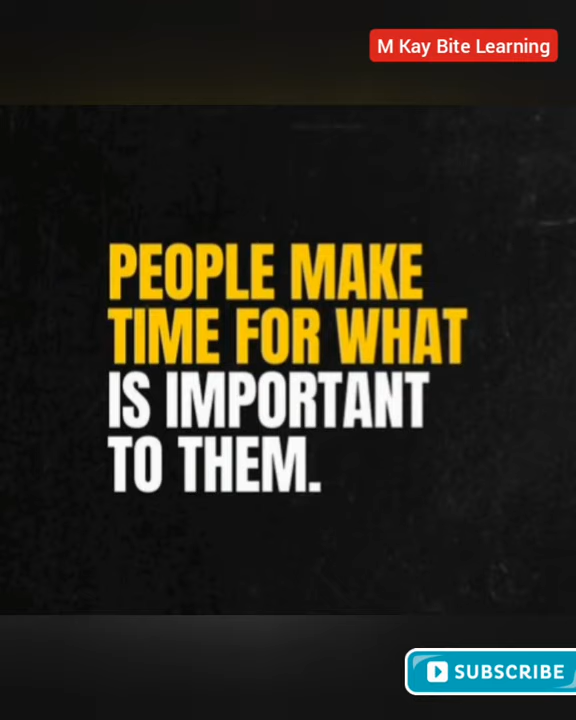 M Kay Bite Learning
PEOPLE MAKE
TIME FOR WHAT
IS IMPORTANT
TO THEM.
SUBSCRIBE